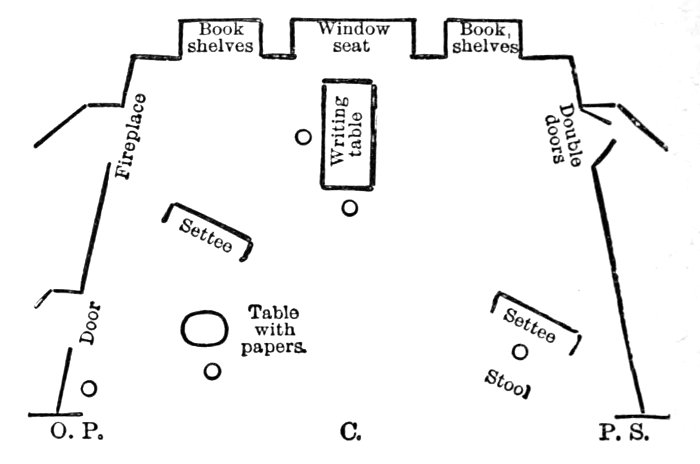 Book
shelves
Window
seat
Book,
shelves
Fireplace
Writing
table
Double
doors
Settee
Door
Table
with
papers.
Settee
Stool
O. P.
C.
P. S.